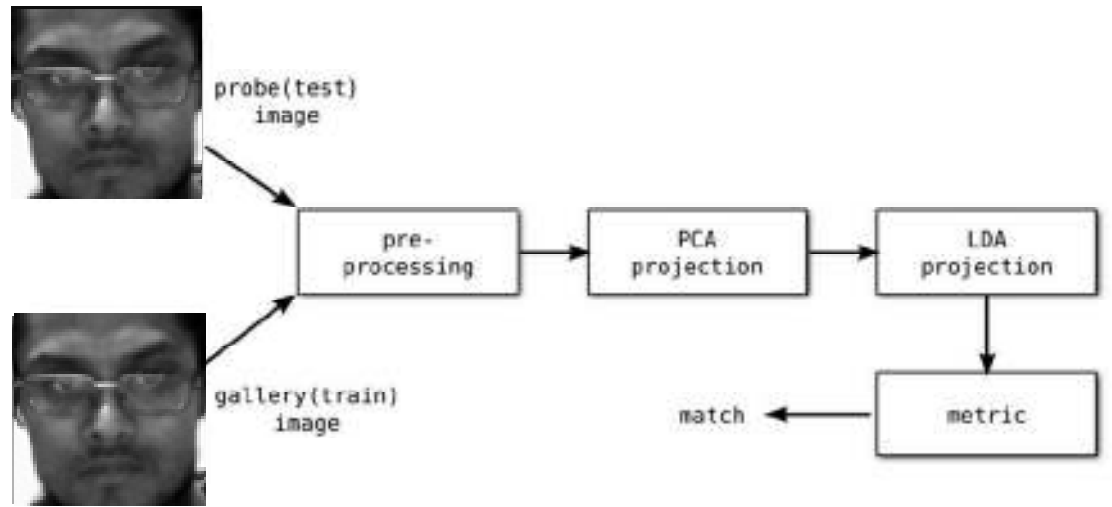 probe(test)
image
pre-
processing
PCA
projection
LDA
projection
gallery(train)
image
match
metric